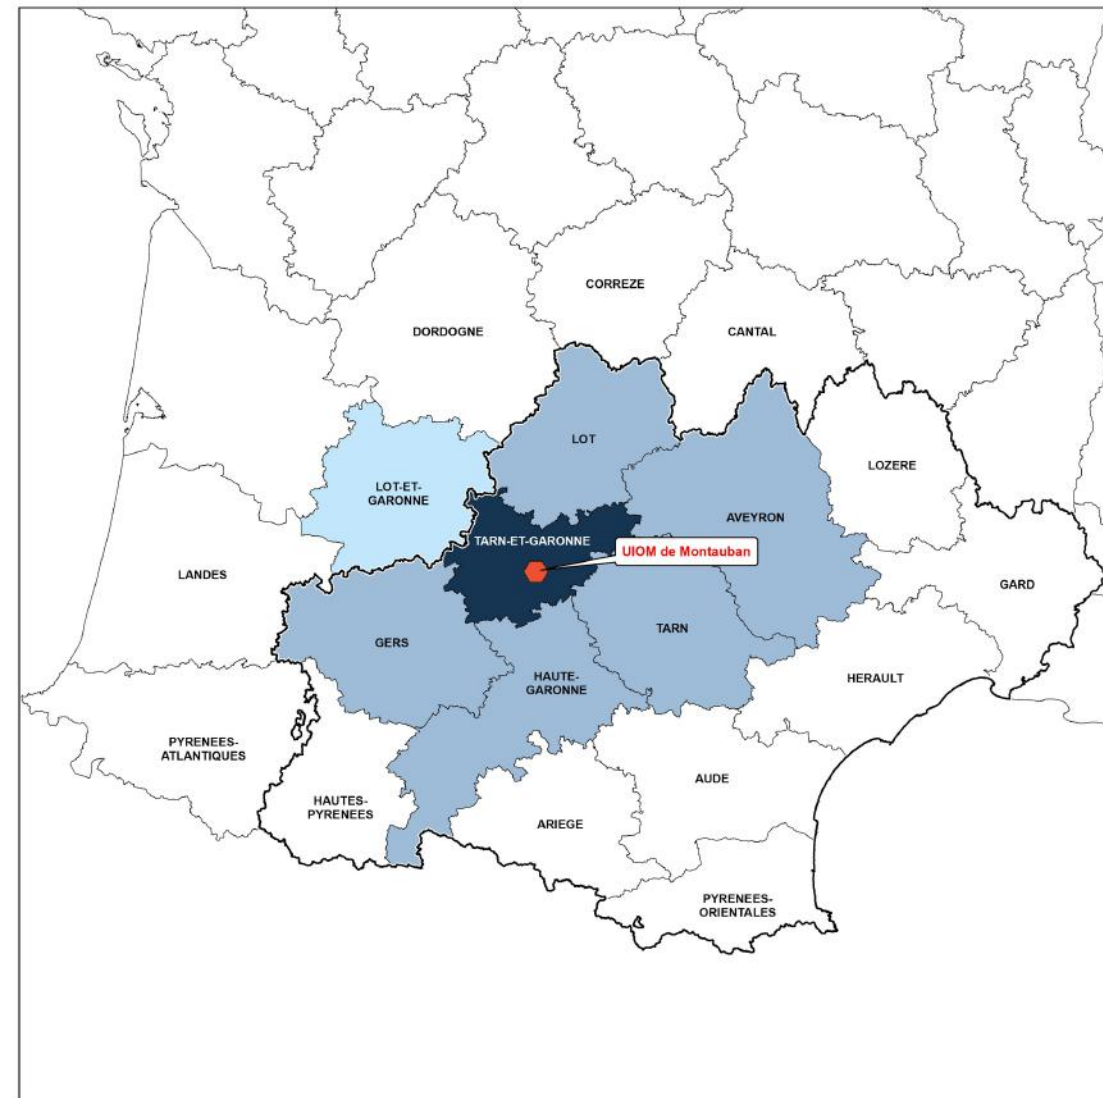 CORREZE
DORDOGNE
CANTAL
LOT
LOZERE
LOT-ET-
GARONNE
AVEYRON
TARN-ET-GARONNE
UIOM de Montauban
LANDES
GARD
GERS
TARN
HAUTE-
GARONNE
HERAULT
PYRENEES-
ATLANTIQUES
AUDE
HAUTES-
PYRENEES
ARIEGE
PYRENEES-
ORIENTALES